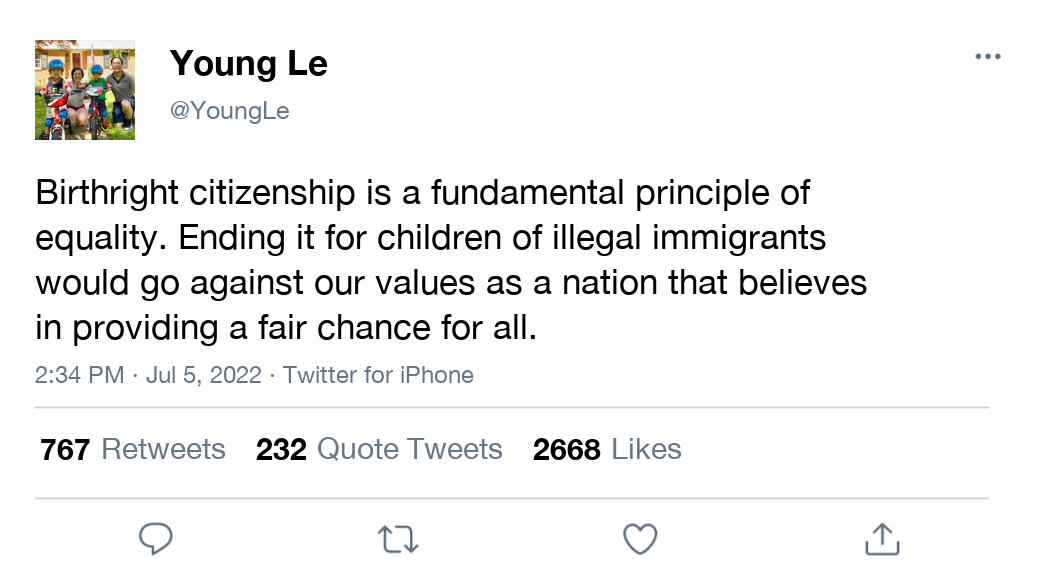 Young Le
@YoungLe
Birthright citizenship is a fundamental principle of
equality. Ending it for children of illegal immigrants
would go against our values as a nation that believes
in providing a fair chance for all.
2:34 PM · Jul 5, 2022 · Twitter for iPhone
767 Retweets 232 Quote Tweets 2668 Likes